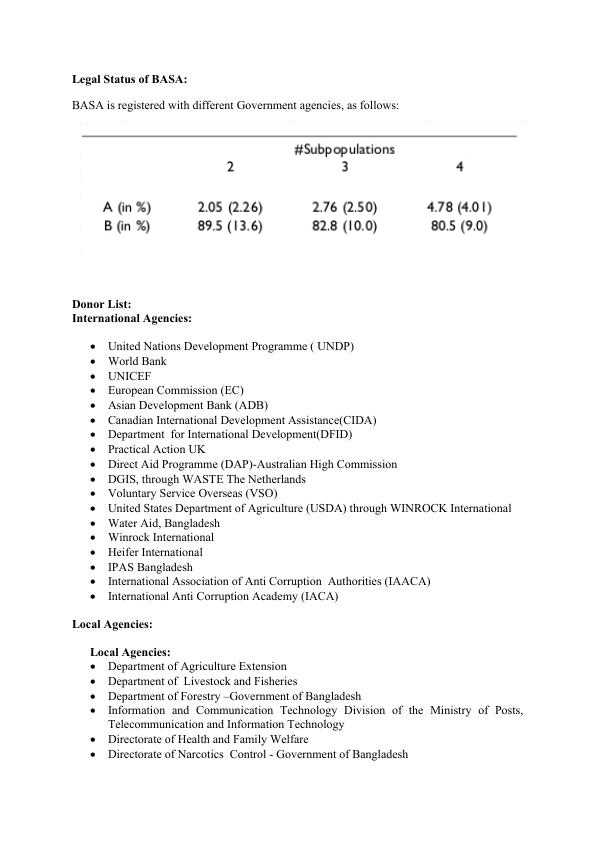 Legal Status of BASA:
BASA is registered with different Government agencies, as follows:
#Subpopulations
2 3 4
A (in %) 2.05 (2.26) 2.76 (2.50) 4.78 (4.01)
B (in %) 89.5 (13.6) 82.8 (10.0) 80.5 (9.0)
Donor List:
International Agencies:
• United Nations Development Programme ( UNDP)
• World Bank
• UNICEF
• European Commission (EC)
• Asian Development Bank (ADB)
• Canadian International Development Assistance(CIDA)
• Department for International Development(DFID)
• Practical Action UK
• Direct Aid Programme (DAP)-Australian High Commission
• DGIS, through WASTE The Netherlands
• Voluntary Service Overseas (VSO)
• United States Department of Agriculture (USDA) through WINROCK International
• Water Aid, Bangladesh
• Winrock International
• Heifer International
• IPAS Bangladesh
• International Association of Anti Corruption Authorities (IAACA)
• International Anti Corruption Academy (IACA)
Local Agencies:
Local Agencies:
• Department of Agriculture Extension
• Department of Livestock and Fisheries
• Department of Forestry –Government of Bangladesh
• Information and Communication Technology Division of the Ministry of Posts,
Telecommunication and Information Technology
• Directorate of Health and Family Welfare
• Directorate of Narcotics Control - Government of Bangladesh